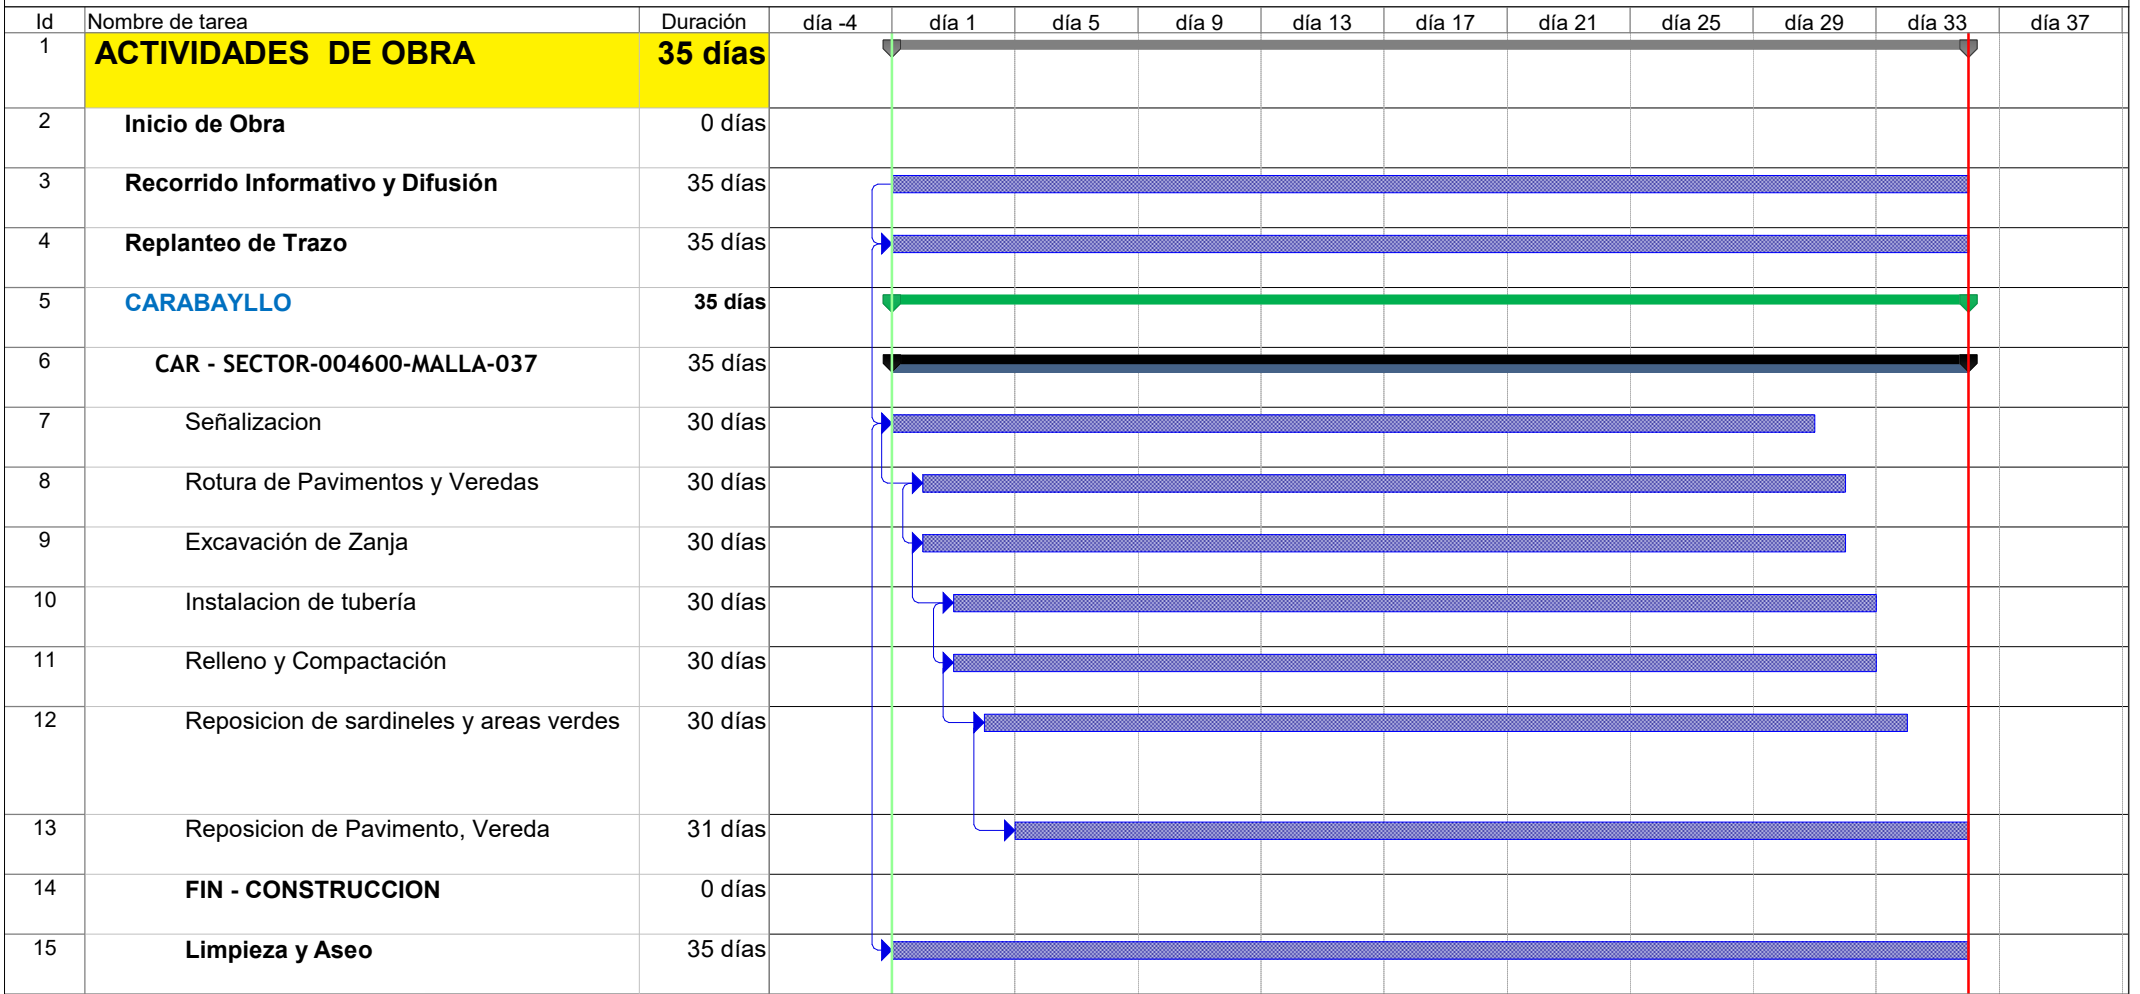 Id Nombre de tarea Duración día -4 día 1 día 5 día 9 día 13 día 17 día 21 día 25 día 29 día 33 día 37
1 ACTIVIDADES DE OBRA 35 días
2 Inicio de Obra 0 días
3 Recorrido Informativo y Difusión 35 días
4 Replanteo de Trazo 35 días
5 CARABAYLLO 35 días
6 CAR - SECTOR-004600-MALLA-037 35 días
7 Señalizacion 30 días
8 Rotura de Pavimentos y Veredas 30 días
9 Excavación de Zanja 30 días
10 Instalacion de tubería 30 días
11 Relleno y Compactación 30 días
12 Reposicion de sardineles y areas verdes 30 días
13 Reposicion de Pavimento, Vereda 31 días
14 FIN - CONSTRUCCION 0 días
15 Limpieza y Aseo 35 días